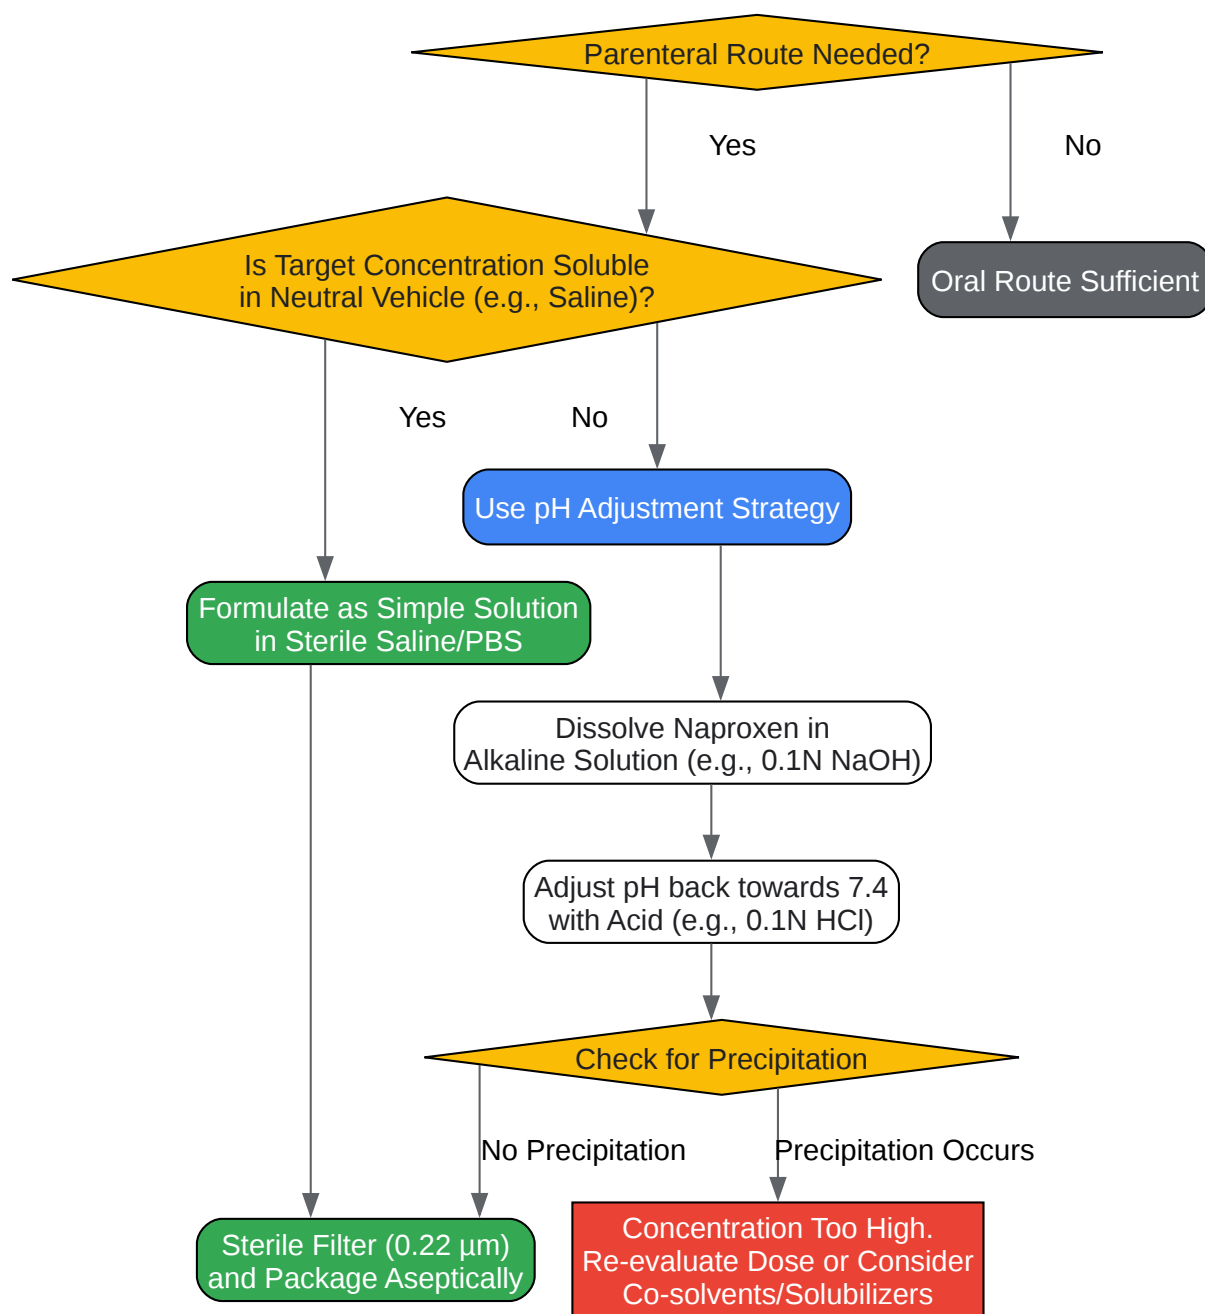 Parenteral Route Needed?
Yes
No
Is Target Concentration Soluble
in Neutral Vehicle (e.g., Saline)?
Oral Route Sufficient
Yes
No
Use pH Adjustment Strategy
Formulate as Simple Solution
in Sterile Saline/PBS
Dissolve Naproxen in
Alkaline Solution (e.g., 0.1N NaOH)
Adjust pH back towards 7.4
with Acid (e.g., 0.1N HCl)
Check for Precipitation
No Precipitation
Precipitation Occurs
Sterile Filter (0.22 µm)
and Package Aseptically
Concentration Too High.
Re-evaluate Dose or Consider
Co-solvents/Solubilizers